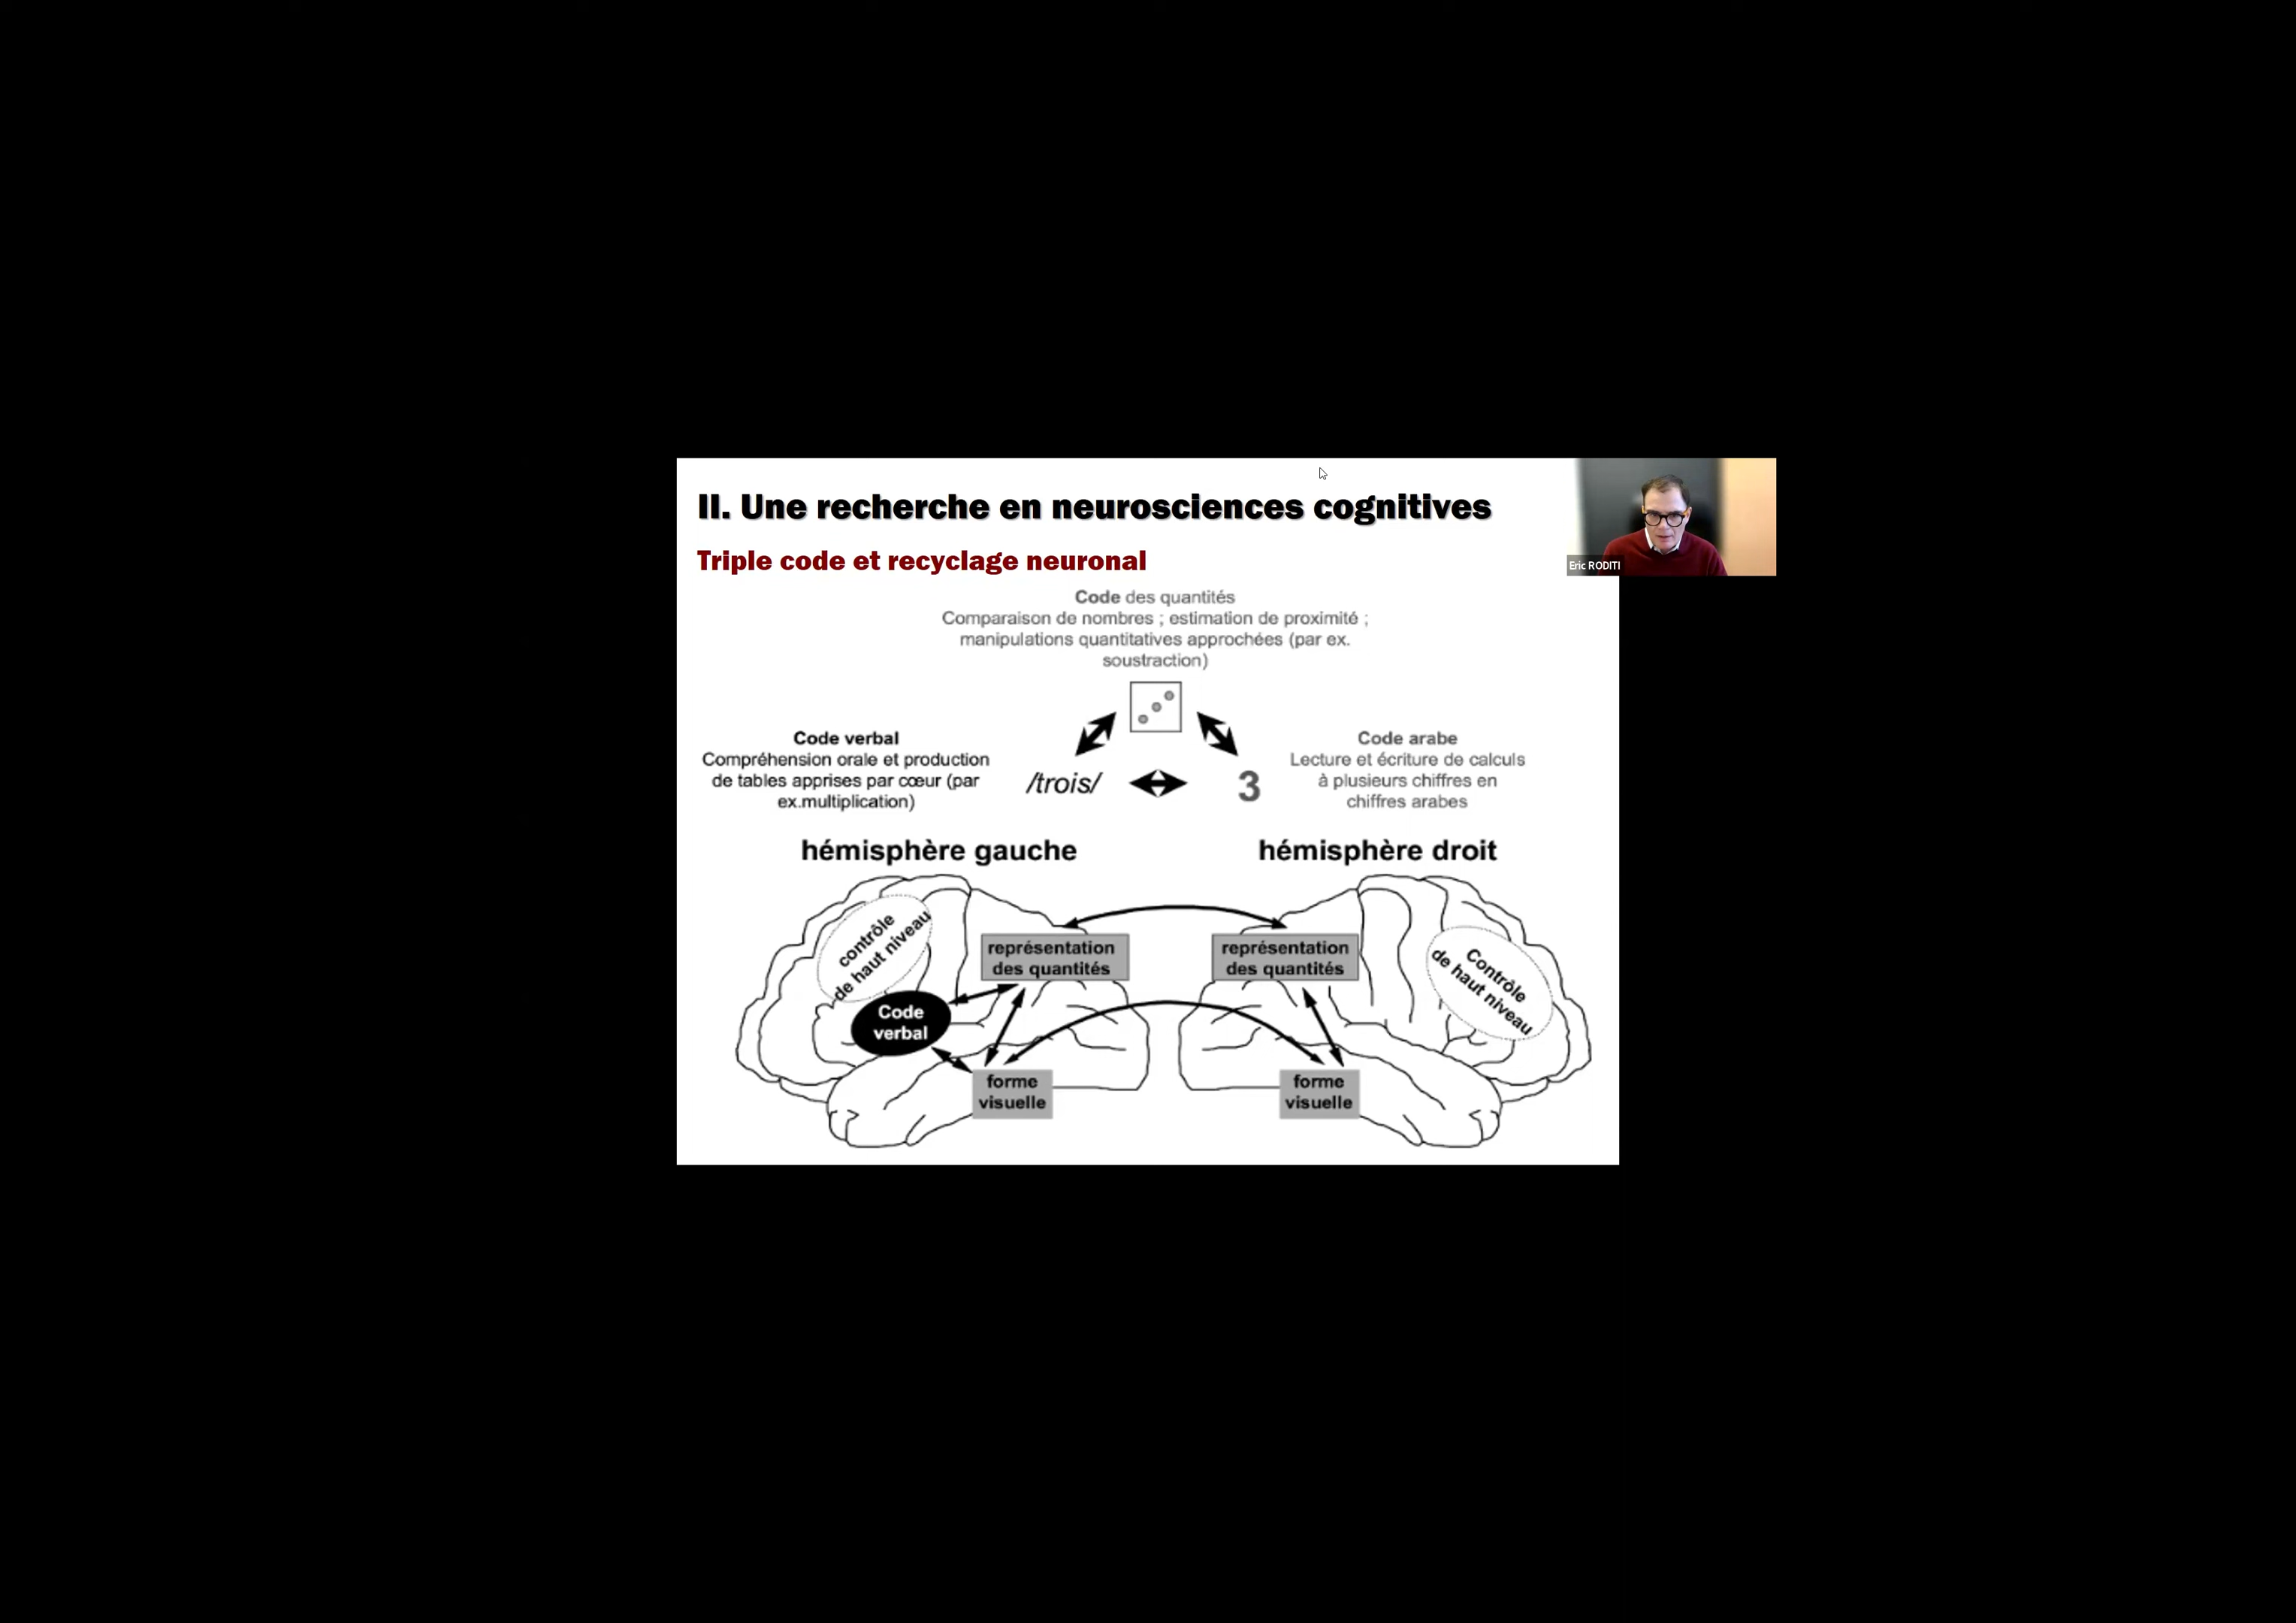 II. Une recherche en neurosciences cognitives
Eric RODITI
Triple code et recyclage neuronal
Code des quantités
Comparaison de nombres ; estimation de proximité ;
manipulations quantitatives approchées (par ex.
soustraction)
Code verbal
Compréhension orale et production
de tables apprises par cœur (par
ex.multiplication)
/trois/
3
Code arabe
Lecture et écriture de calculs
à plusieurs chiffres en
chiffres arabes
hémisphère gauche
hémisphère droit
contrôle
de haut niveau
représentation
des quantités
Code
verbal
forme
visuelle
représentation
des quantités
Contrôle
de haut niveau
forme
visuelle